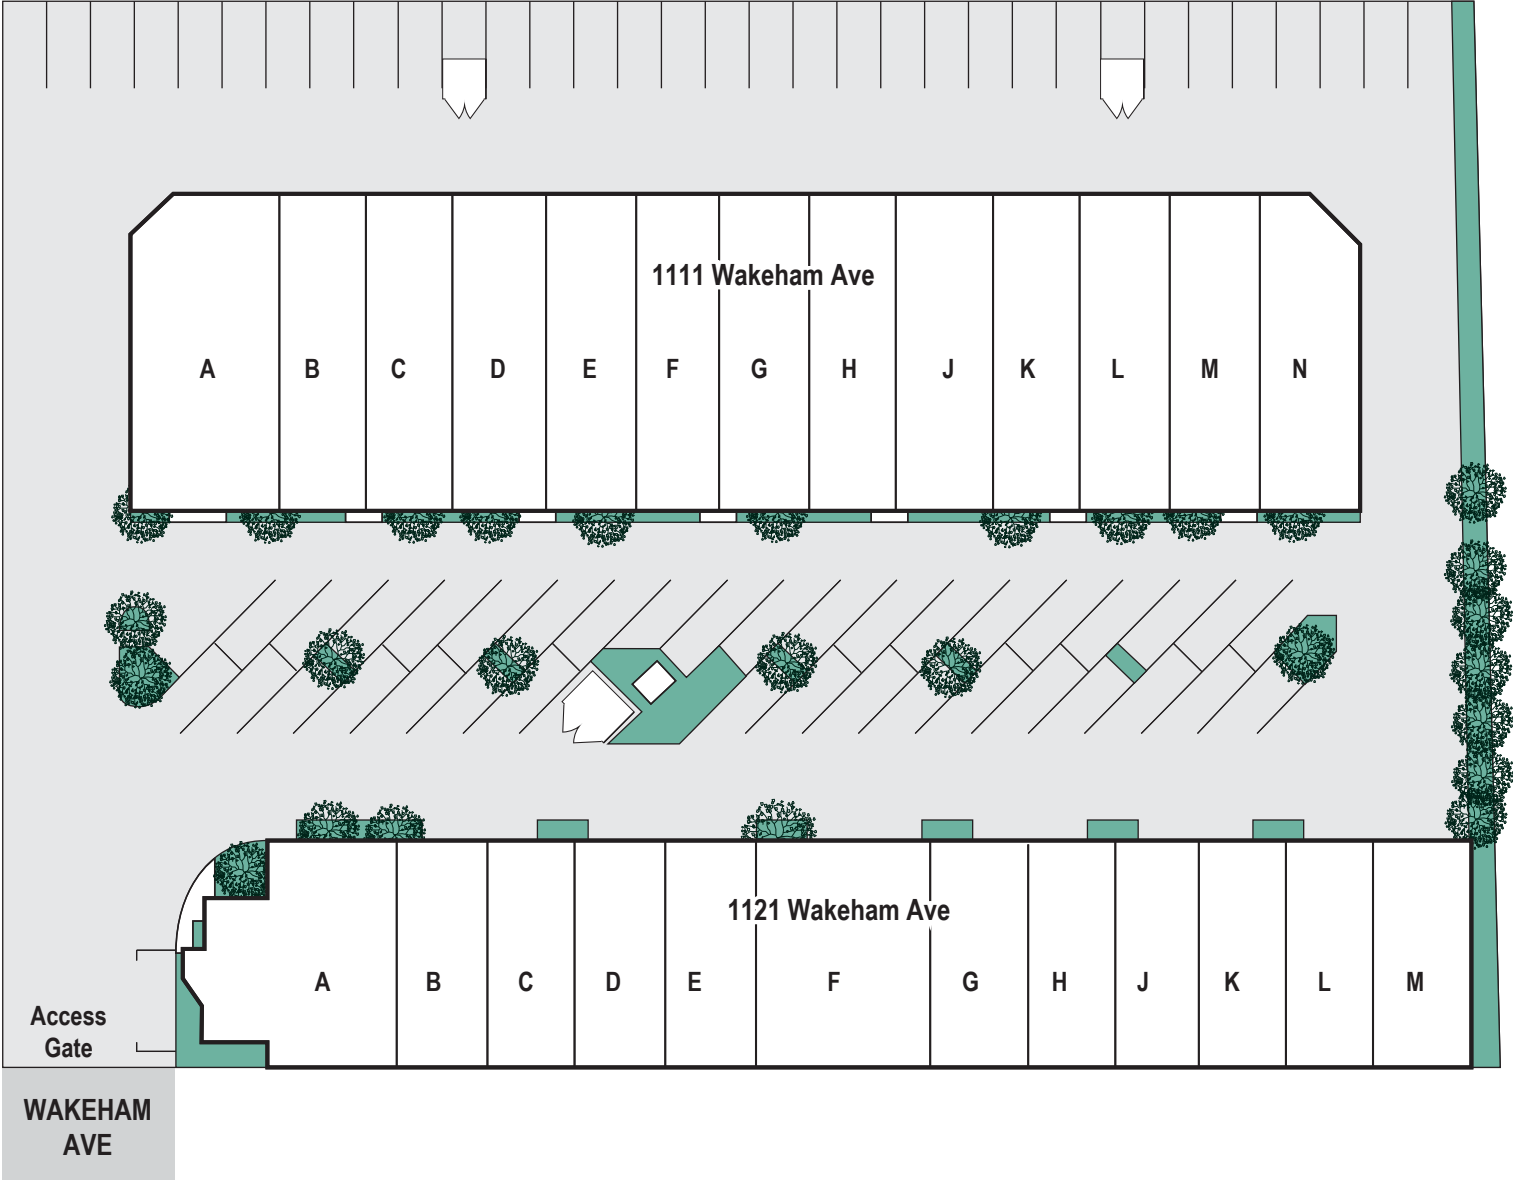 1111 Wakeham Ave
A B C D E F G H J K L M N
1121 Wakeham Ave
A B C D E F G H J K L M
Access
Gate
WAKEHAM
AVE